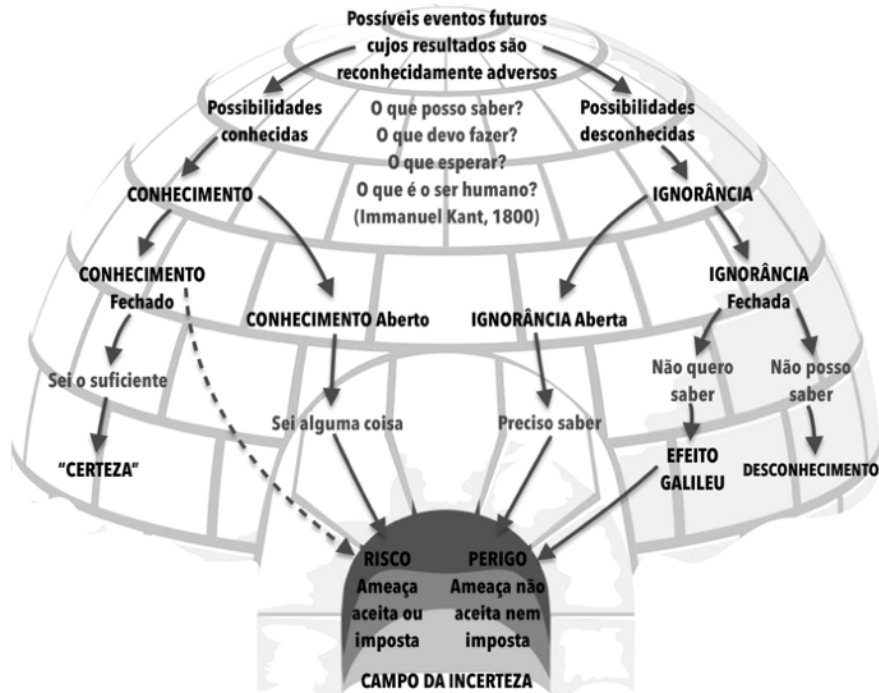 Possíveis eventos futuros
cujos resultados são
reconhecidamente adversos
Possibilidades
conhecidas
O que posso saber?
O que devo fazer?
O que esperar?
O que é o ser humano?
(Immanuel Kant, 1800)
Possibilidades
desconhecidas
CONHECIMENTO
IGNORÂNCIA
CONHECIMENTO
Fechado
CONHECIMENTO Aberto
IGNORÂNCIA Aberta
IGNORÂNCIA
Fechada
Sei o suficiente
Sei alguma coisa
Preciso saber
Não quero
saber
Não posso
saber
"CERTEZA"
EFEITO
GALILEU
DESCONHECIMENTO
RISCO
Ameaça
aceita ou
imposta
PERIGO
Ameaça não
aceita nem
imposta
CAMPO DA INCERTEZA